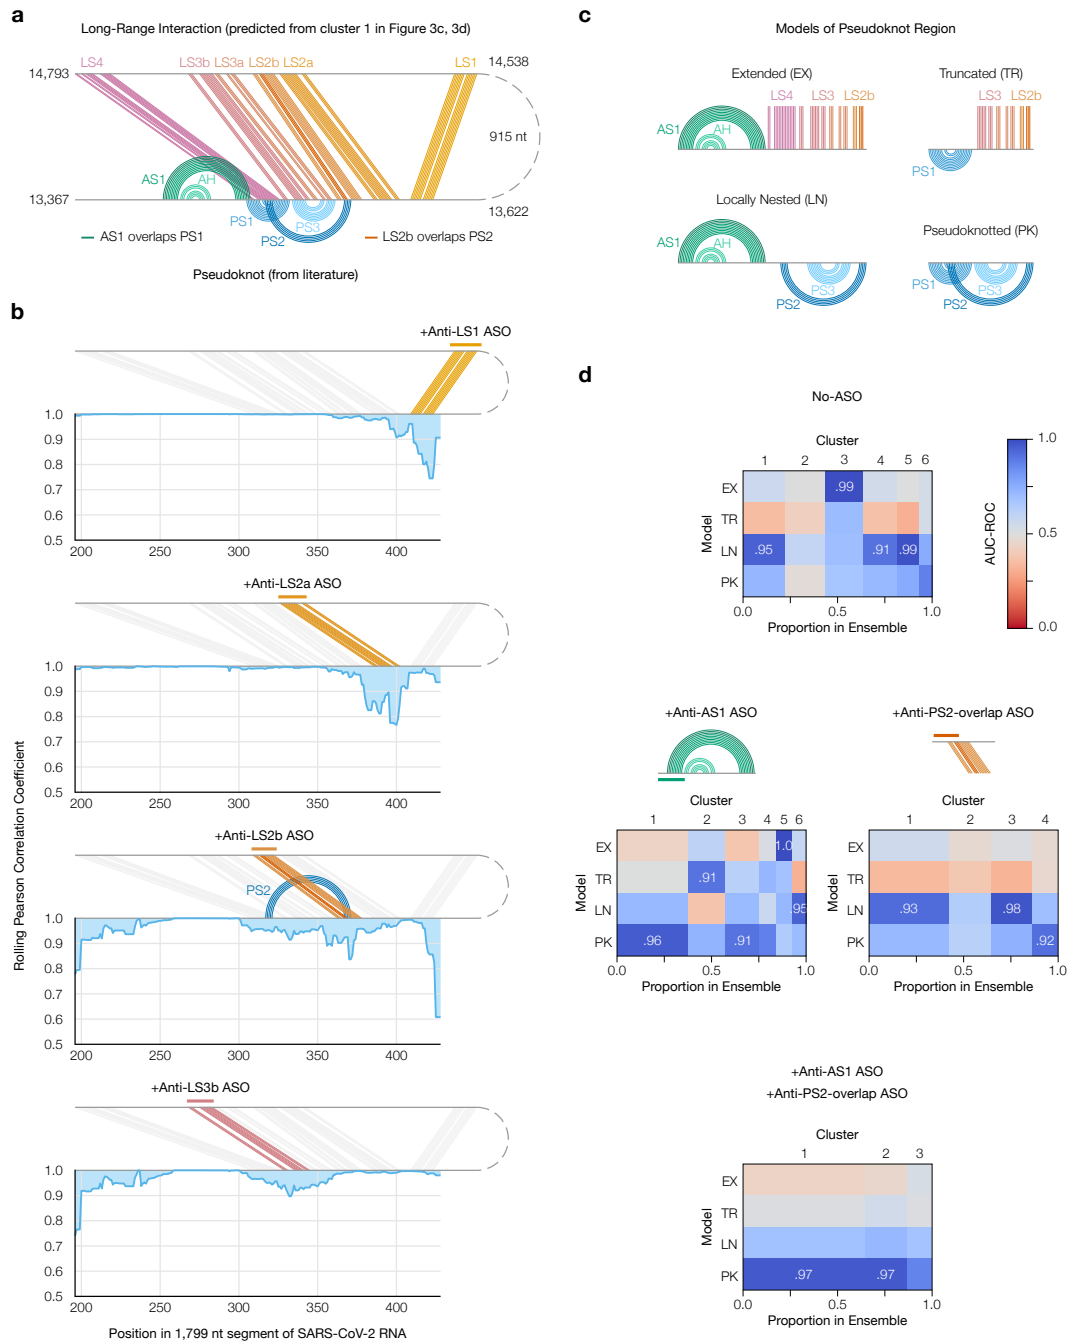 a
Long-Range Interaction (predicted from cluster 1 in Figure 3c, 3d)
LS4 LS3b LS3a LS2b LS2a LS1
14,793 14,538
915 nt
AS1 AH
13,367 13,622
PS1 PS2 PS3
AS1 overlaps PS1 LS2b overlaps PS2
Pseudoknot (from literature)
b
+Anti-LS1 ASO
1.0
0.9
0.8
0.7
0.6
0.5
200 250 300 350 400
+Anti-LS2a ASO
1.0
0.9
0.8
0.7
0.6
0.5
200 250 300 350 400
+Anti-LS2b ASO
PS2
1.0
0.9
0.8
0.7
0.6
0.5
200 250 300 350 400
+Anti-LS3b ASO
1.0
0.9
0.8
0.7
0.6
0.5
200 250 300 350 400
Rolling Pearson Correlation Coefficient
Position in 1,799 nt segment of SARS-CoV-2 RNA
c
Models of Pseudoknot Region
Extended (EX)
LS4 LS3 LS2b
AS1 AH
Truncated (TR)
LS3 LS2b
PS1
Locally Nested (LN)
AS1 AH
PS2 PS3
Pseudoknotted (PK)
PS1 PS2 PS3
d
No-ASO
Cluster
1 2 3 4 5 6
Model
EX .99
TR
LN .95 .91 .99
PK
0.0 0.5 1.0
Proportion in Ensemble
AUC-ROC
1.0
0.5
0.0
+Anti-AS1 ASO
Cluster
1 2 3 4 5 6
Model
EX 1.0
TR .91
LN .95
PK .96 .91
0.0 0.5 1.0
Proportion in Ensemble
+Anti-PS2-overlap ASO
Cluster
1 2 3 4
Model
EX
TR
LN .93 .98
PK .92
0.0 0.5 1.0
Proportion in Ensemble
+Anti-AS1 ASO
+Anti-PS2-overlap ASO
Cluster
1 2 3
Model
EX
TR
LN
PK .97 .97
0.0 0.5 1.0
Proportion in Ensemble